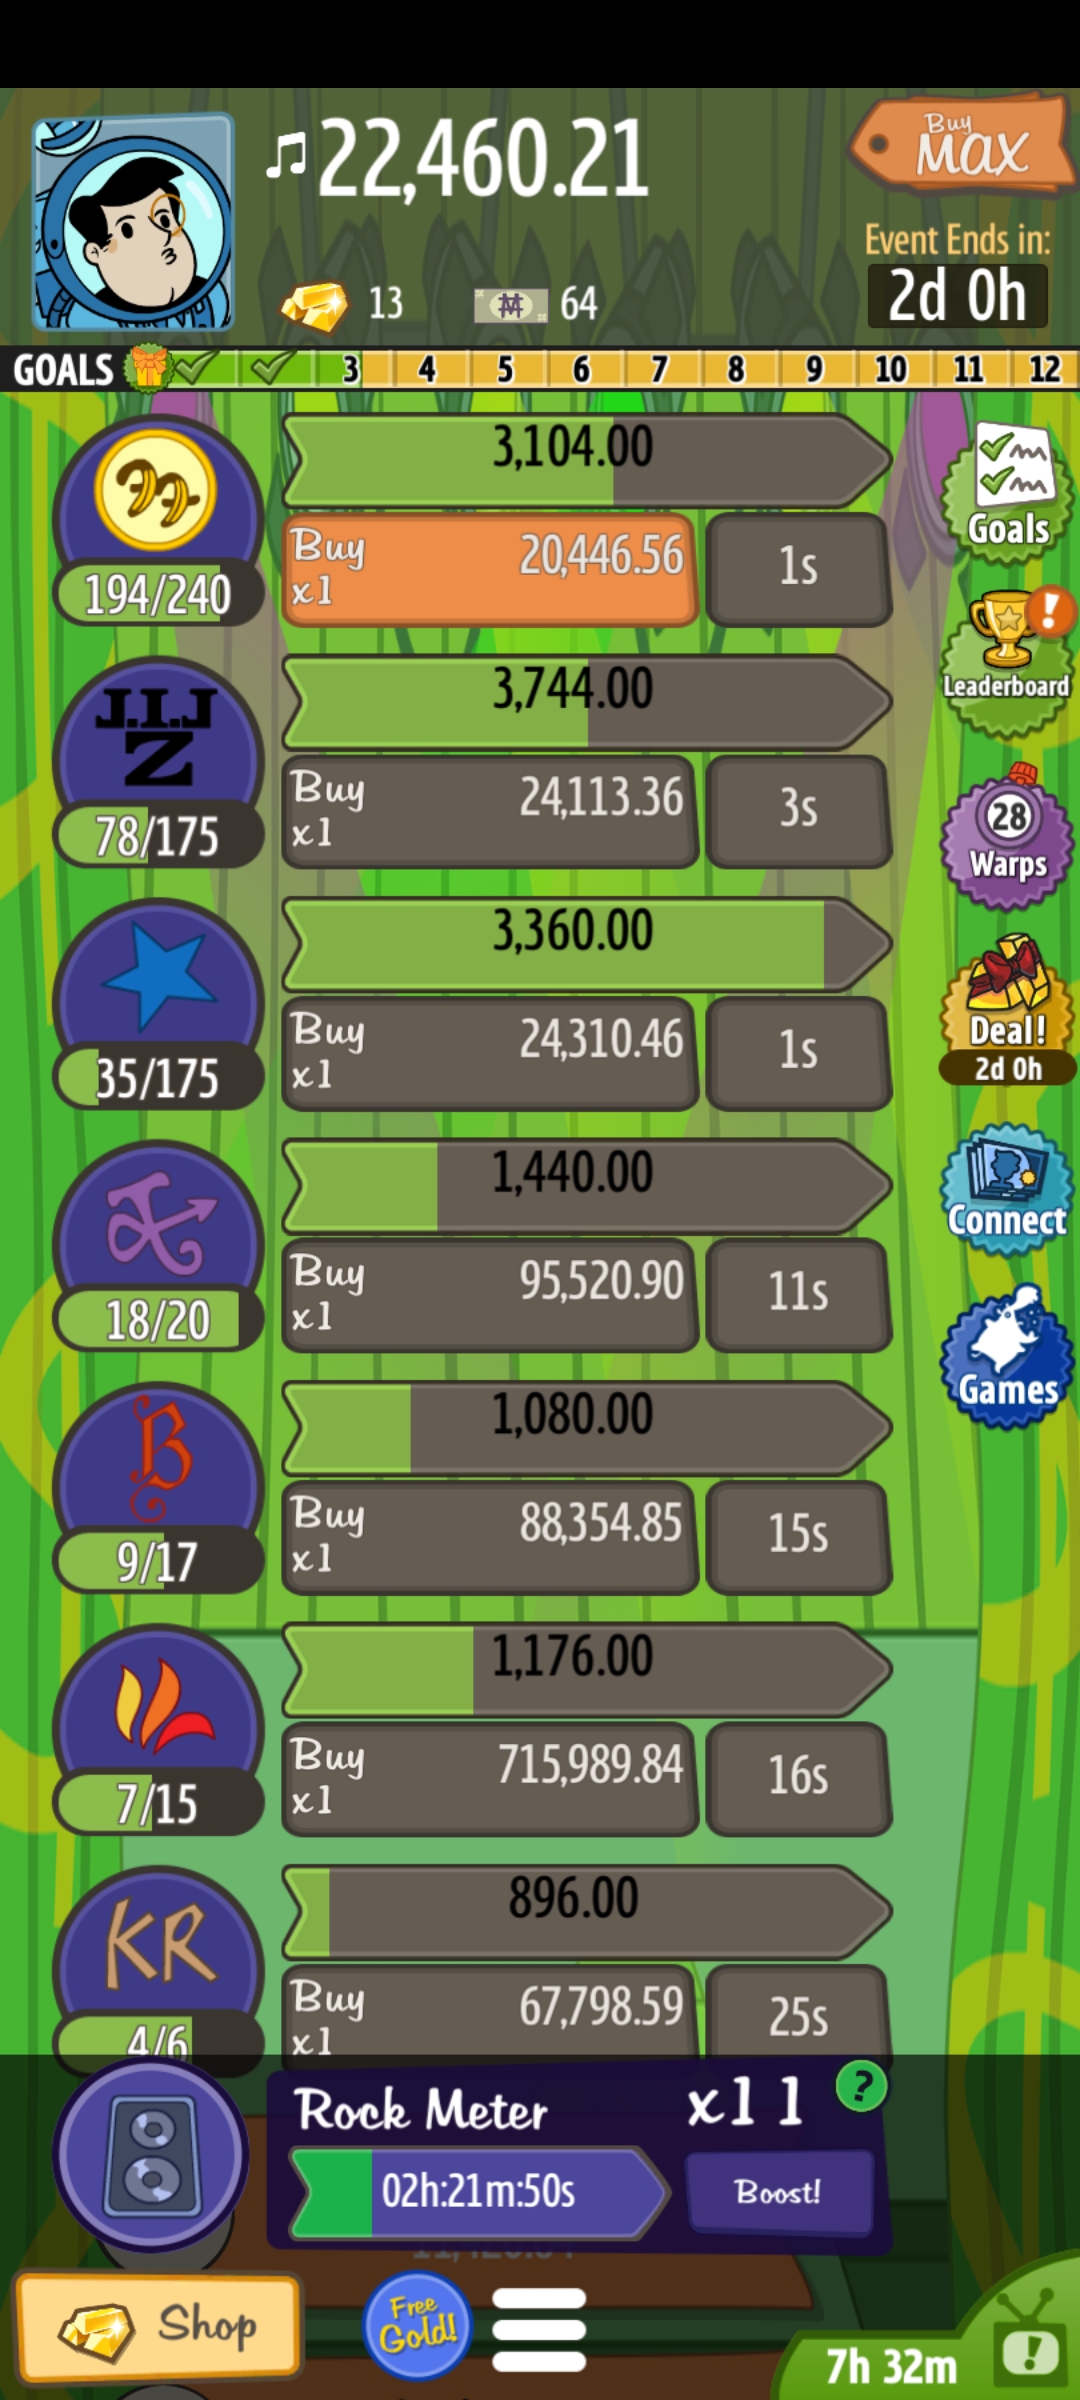 22,460.21
Buy
MAX
Event Ends in:
2d 0h
13
64
GOALS 3 4 5 6 7 8 9 10 11 12
3,104.00
Buy
x1
20,446.56
1s
194/240
Goals
J.I.J
Z
3,744.00
Buy
x1
24,113.36
3s
78/175
Leaderboard
!
3,360.00
Buy
x1
24,310.46
1s
35/175
28
Warps
1,440.00
Buy
x1
95,520.90
11s
18/20
Deal!
2d 0h
B
1,080.00
Buy
x1
88,354.85
15s
9/17
Connect
1,176.00
Buy
x1
715,989.84
16s
7/15
Games
KR
896.00
Buy
x1
67,798.59
25s
4/6
Rock Meter
x1 1
?
02h:21m:50s
Boost!
Shop
Free
Gold!
7h 32m
!